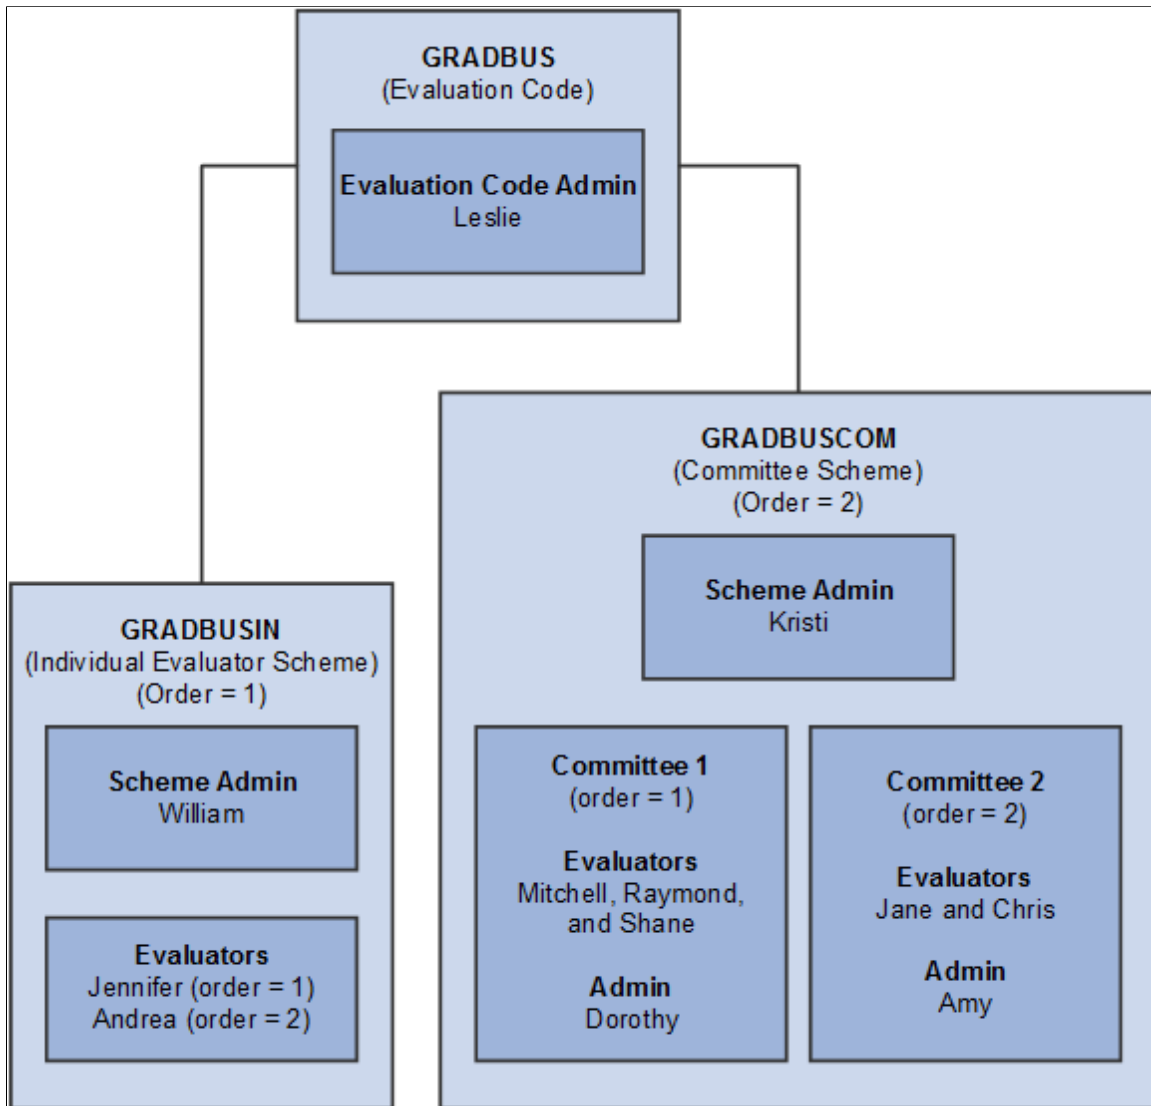 GRADBUS
(Evaluation Code)
Evaluation Code Admin
Leslie
GRADBUSIN
(Individual Evaluator Scheme)
(Order = 1)
Scheme Admin
William
Evaluators
Jennifer (order = 1)
Andrea (order = 2)
GRADBUSCOM
(Committee Scheme)
(Order = 2)
Scheme Admin
Kristi
Committee 1
(order = 1)
Evaluators
Mitchell, Raymond,
and Shane
Admin
Dorothy
Committee 2
(order = 2)
Evaluators
Jane and Chris
Admin
Amy